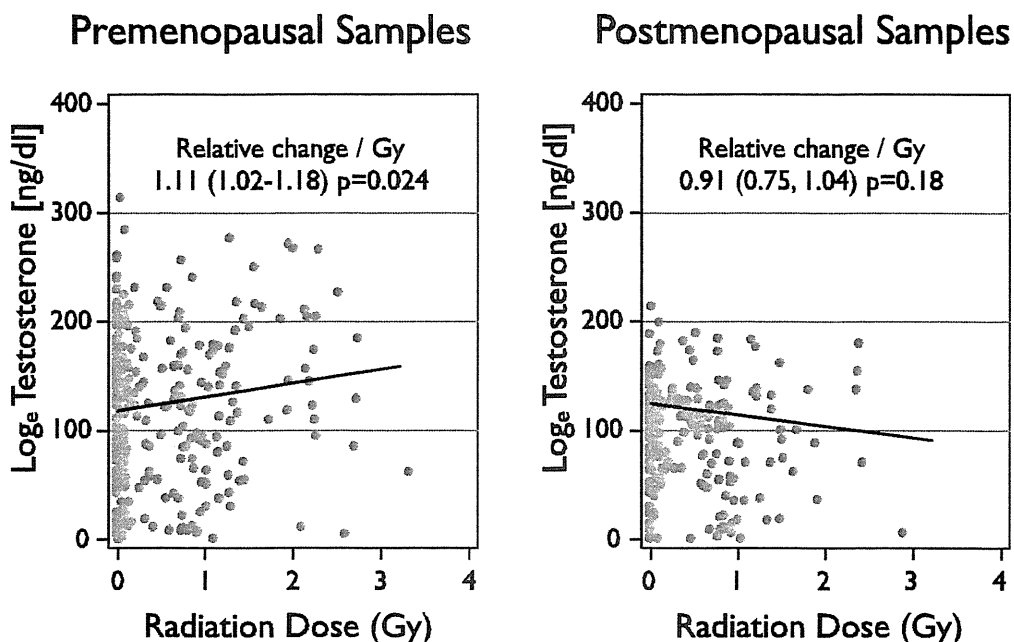 Premenopausal Samples
Loge Testosterone [ng/dl]
400
300
200
100
0
Relative change / Gy
1.11 (1.02-1.18) p=0.024
0
1
2
3
4
Radiation Dose (Gy)
Postmenopausal Samples
Loge Testosterone [ng/dl]
400
300
200
100
0
Relative change / Gy
0.91 (0.75, 1.04) p=0.18
0
1
2
3
4
Radiation Dose (Gy)